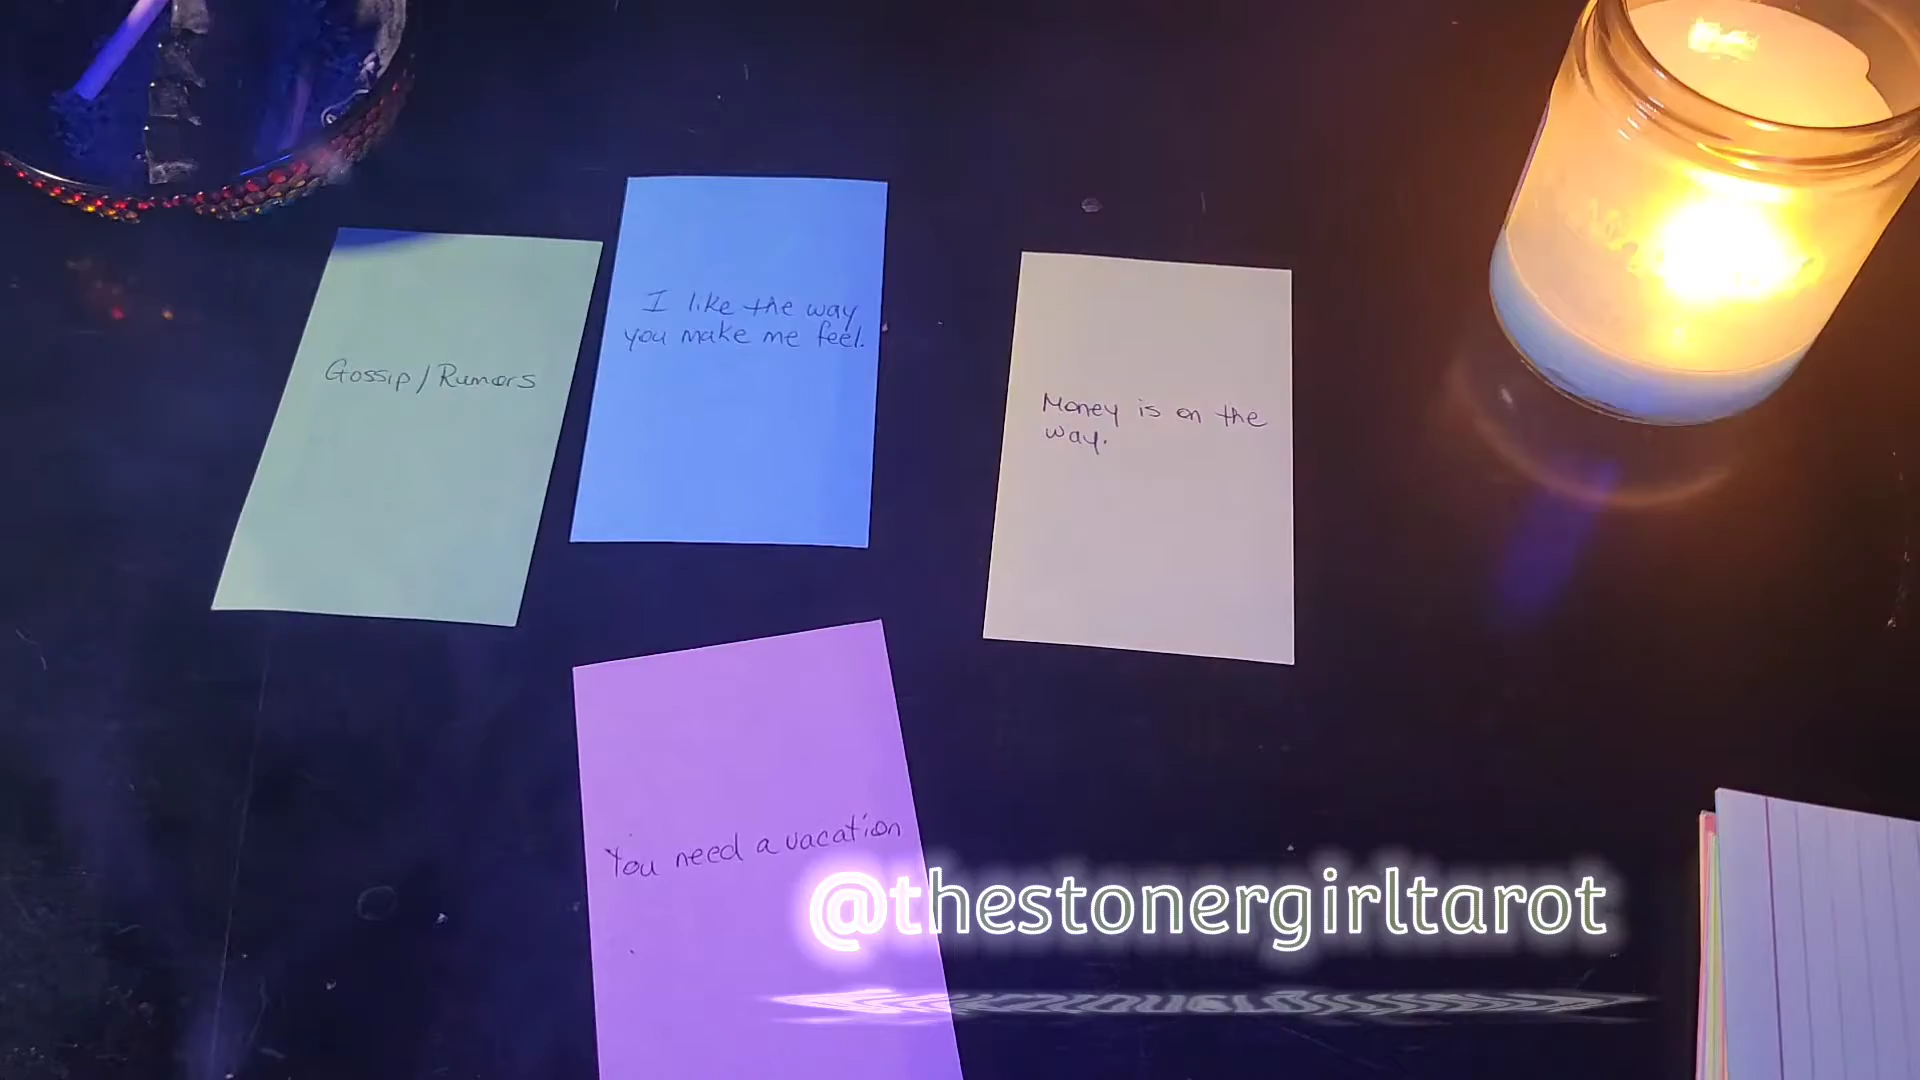 Gossip/Rumors
I like the way
you make me feel.
Money is on the
way.
You need a vacation
@thestonergirltarot